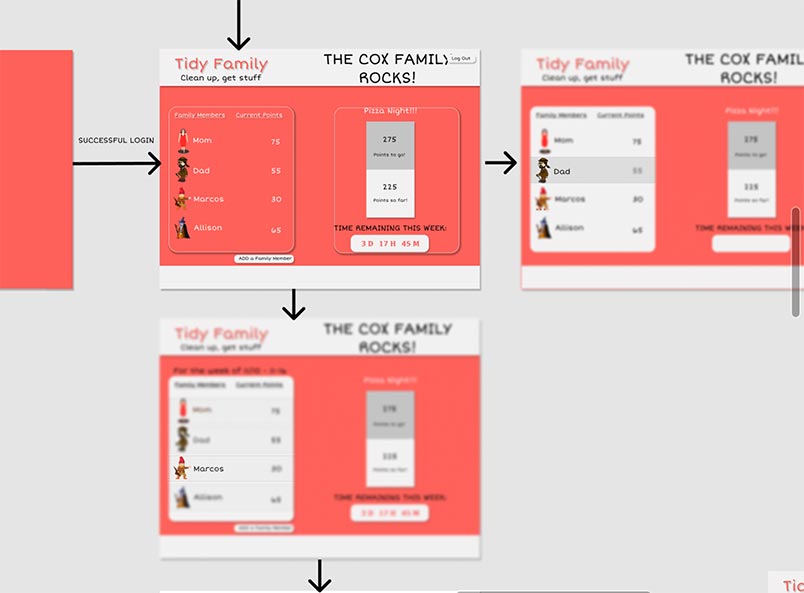 SUCCESSFUL LOGIN
Tidy Family
Clean up, get stuff
THE COX FAMILY
ROCKS!
Log Out
Family Members Current Points
Mom 75
Dad 55
Marcos 30
Allison 65
ADD a Family Member
Pizza Night!!!
275
Points to go!
225
Points so far!
TIME REMAINING THIS WEEK:
3 D 17 H 45 M
Tidy Family
Clean up, get stuff
THE COX FAMIL
ROCKS!
Family Members Current Points
Mom 75
Dad 55
Marcos 30
Allison 65
Pizza Night!!!
275
Points to go!
225
Points so far!
TIME REMAINING THIS WEEK:
Tidy Family
Clean up, get stuff
THE COX FAMILY
ROCKS!
For the week of
Family Members Current Points
Mom 75
Dad 55
Marcos 30
Allison 65
ADD a Family Member
Pizza Night!!!
275
Points to go!
225
Points so far!
TIME REMAINING THIS WEEK:
3 D 17 H 45 M
Tid